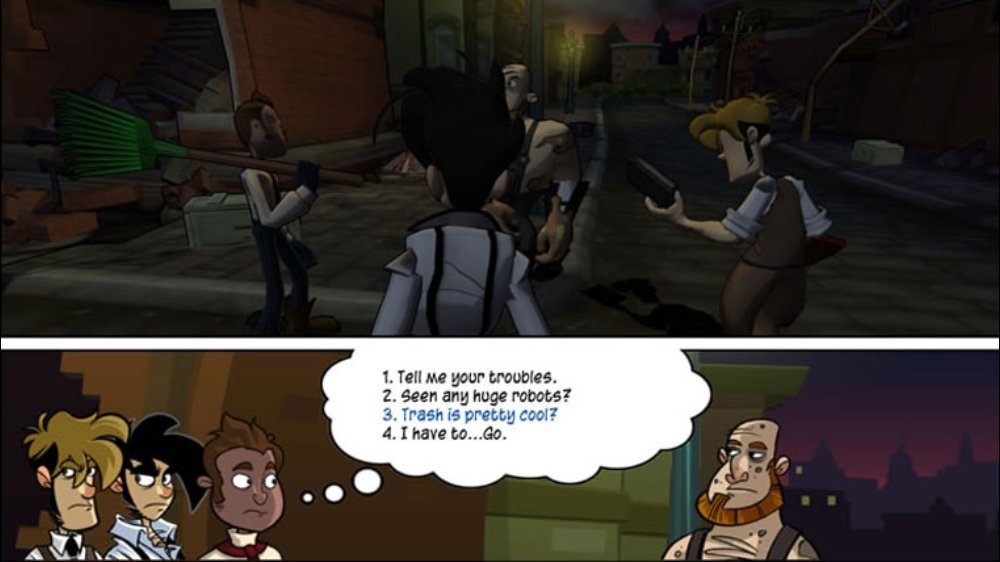 1. Tell me your troubles.
2. Seen any huge robots?
3. Trash is pretty cool?
4. I have to...Go.